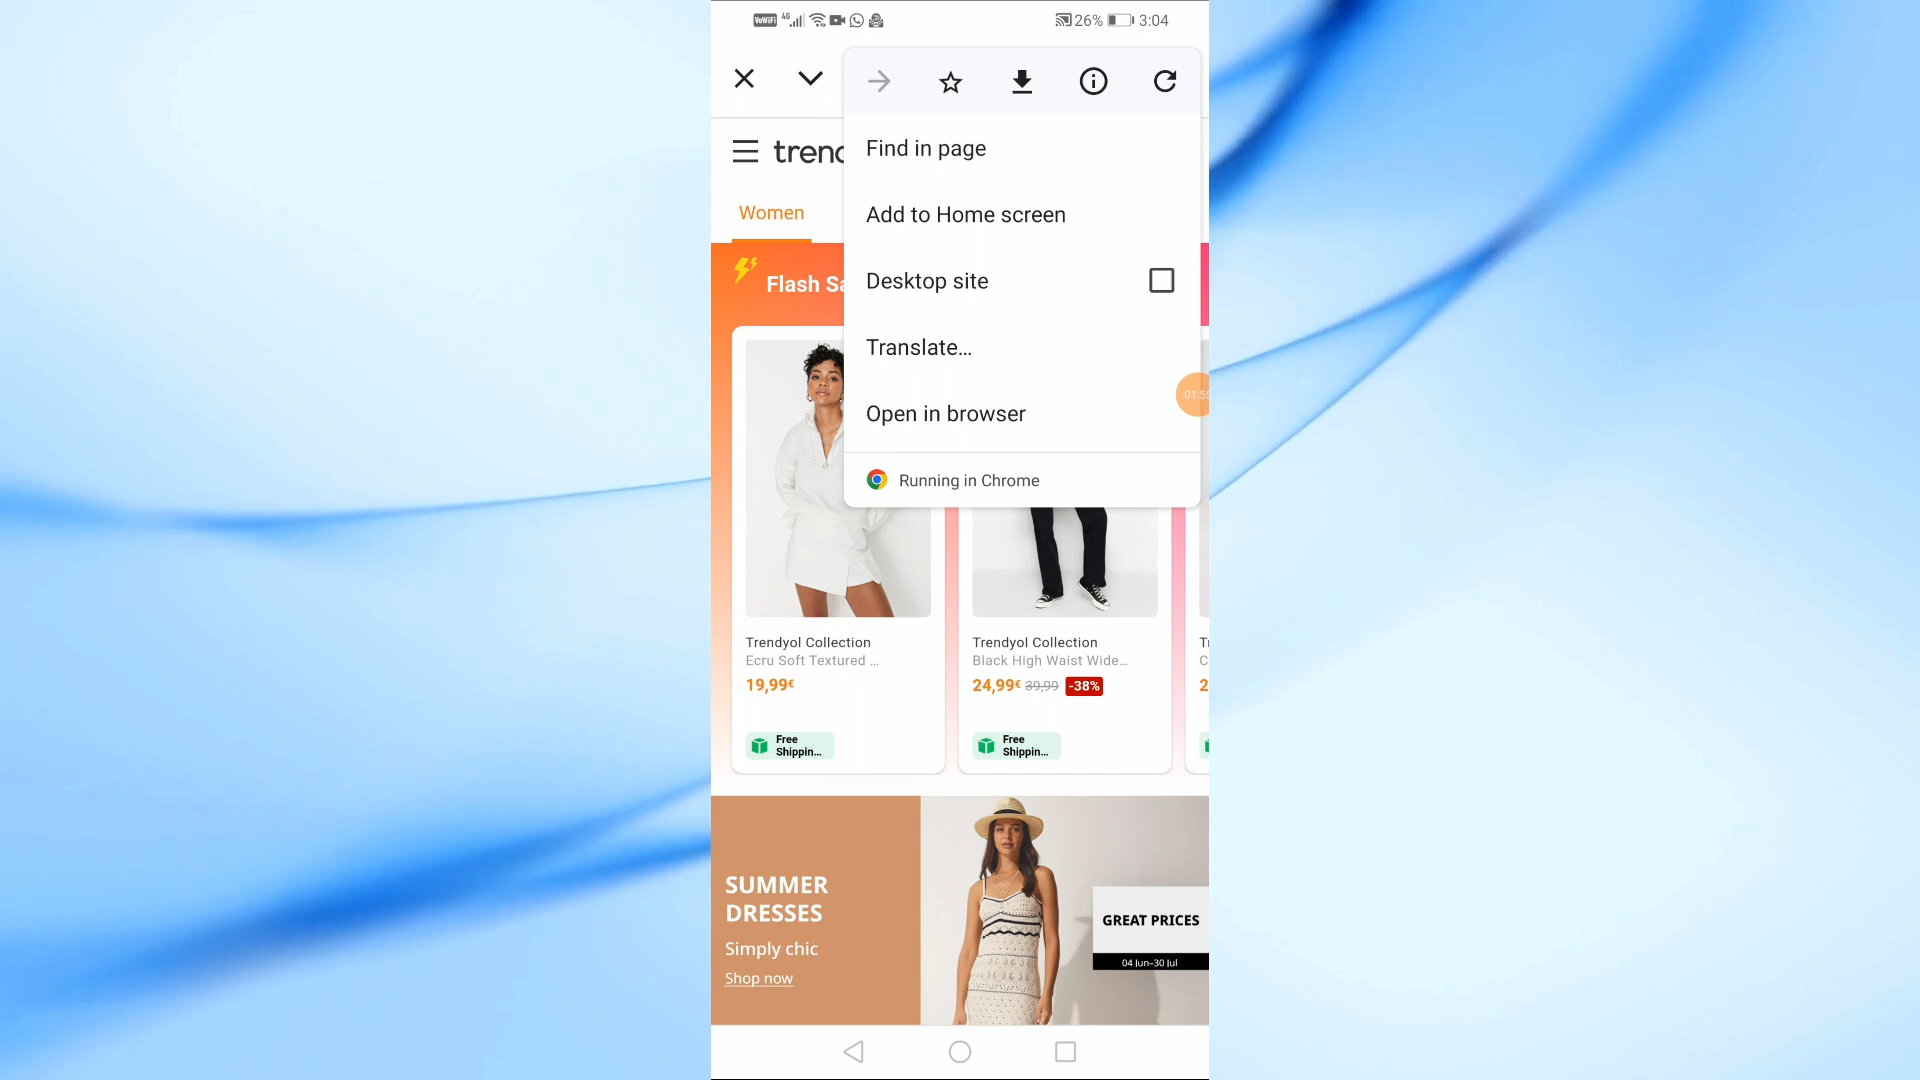 VoWiFi 4G 26% 3:04
Find in page
Women
Add to Home screen
Flash
Desktop site
Translate...
Open in browser
Running in Chrome
Trendyol Collection
Ecru Soft Textured ...
19,99€
Free
Shippin...
Trendyol Collection
Black High Waist Wide...
24,99€ 39,99 -38%
Free
Shippin...
SUMMER
DRESSES
Simply chic
Shop now
GREAT PRICES
04 Jun-30 Jul